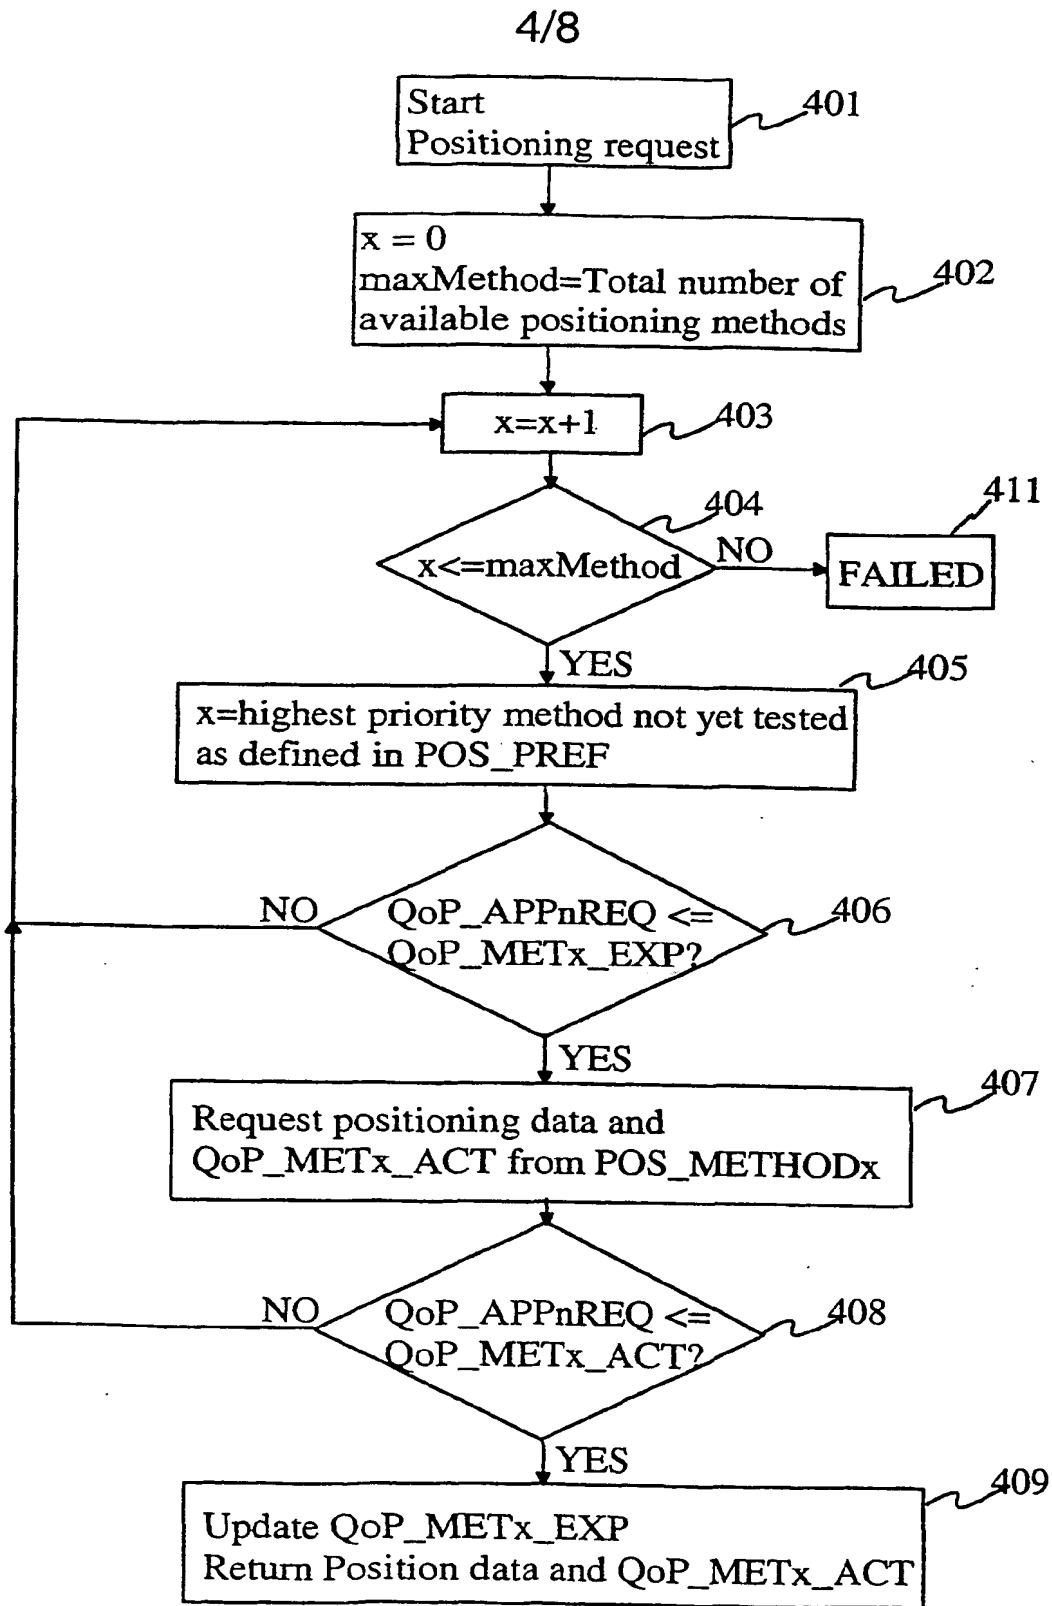 4/8
Start
Positioning request
401
x = 0
maxMethod=Total number of
available positioning methods
402
x=x+1
403
404
x<=maxMethod
NO
411
FAILED
YES
405
x=highest priority method not yet tested
as defined in POS_PREF
NO
QoP_APPnREQ <=
QoP_METx_EXP?
406
YES
407
Request positioning data and
QoP_METx_ACT from POS_METHODx
NO
QoP_APPnREQ <=
QoP_METx_ACT?
408
YES
409
Update QoP_METx_EXP
Return Position data and QoP_METx_ACT